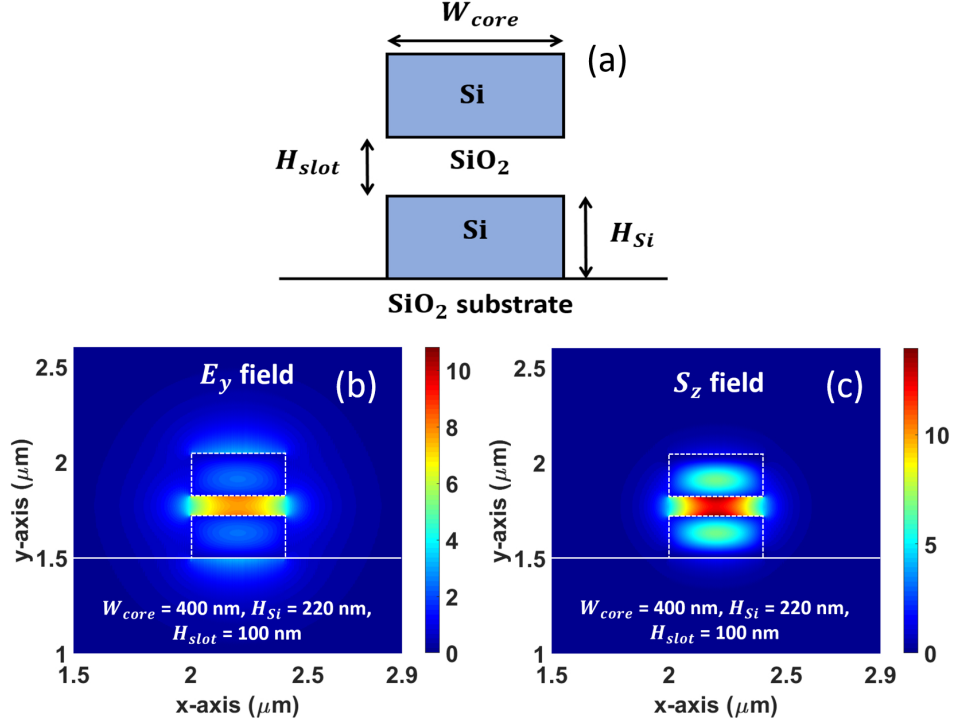 W_core
(a)
Si
H_slot
SiO₂
Si
H_Si
SiO₂ substrate
E_y field
(b)
2.5
2
1.5
1
y-axis (μm)
W_core = 400 nm, H_Si = 220 nm,
H_slot = 100 nm
1.5 2 2.5 2.9
x-axis (μm)
10
8
6
4
2
0
S_z field
(c)
2.5
2
1.5
1
y-axis (μm)
W_core = 400 nm, H_Si = 220 nm,
H_slot = 100 nm
1.5 2 2.5 2.9
x-axis (μm)
10
5
0